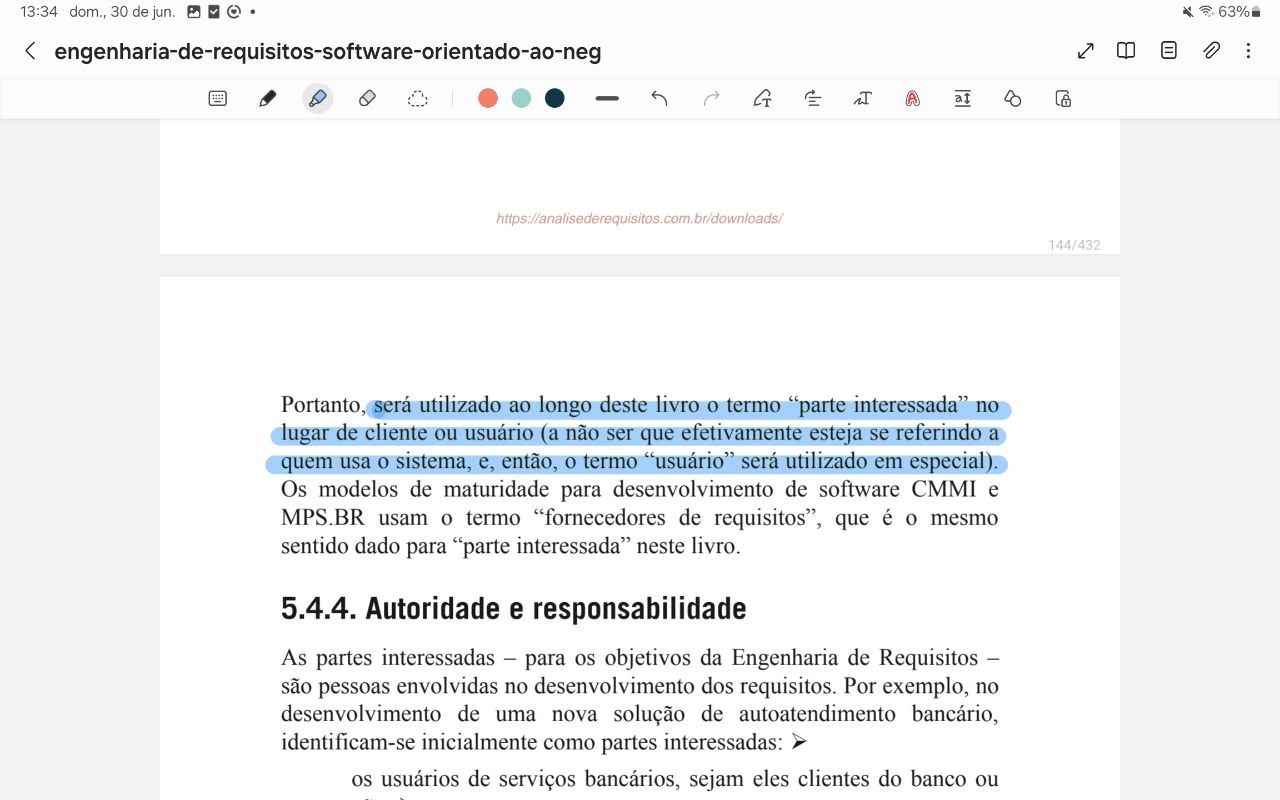 13:34 dom., 30 de jun. 63%
engenharia-de-requisitos-software-orientado-ao-neg
https://analisederequisitos.com.br/downloads/
144/432
Portanto, será utilizado ao longo deste livro o termo “parte interessada” no
lugar de cliente ou usuário (a não ser que efetivamente esteja se referindo a
quem usa o sistema, e, então, o termo “usuário” será utilizado em especial).
Os modelos de maturidade para desenvolvimento de software CMMI e
MPS.BR usam o termo “fornecedores de requisitos”, que é o mesmo
sentido dado para “parte interessada” neste livro.
5.4.4. Autoridade e responsabilidade
As partes interessadas – para os objetivos da Engenharia de Requisitos –
são pessoas envolvidas no desenvolvimento dos requisitos. Por exemplo, no
desenvolvimento de uma nova solução de autoatendimento bancário,
identificam-se inicialmente como partes interessadas: ➢
os usuários de serviços bancários, sejam eles clientes do banco ou